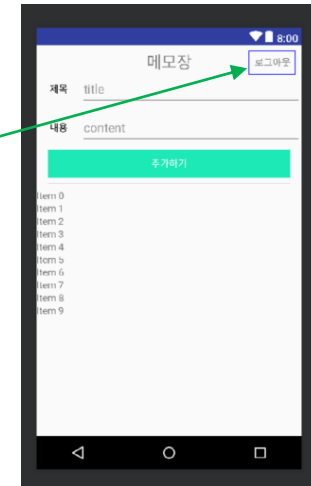 8:00
메모장
로그아웃
제목 title
내용 content
추가하기
Item 0
Item 1
Item 2
Item 3
Item 4
Item 5
Item 6
Item 7
Item 8
Item 9